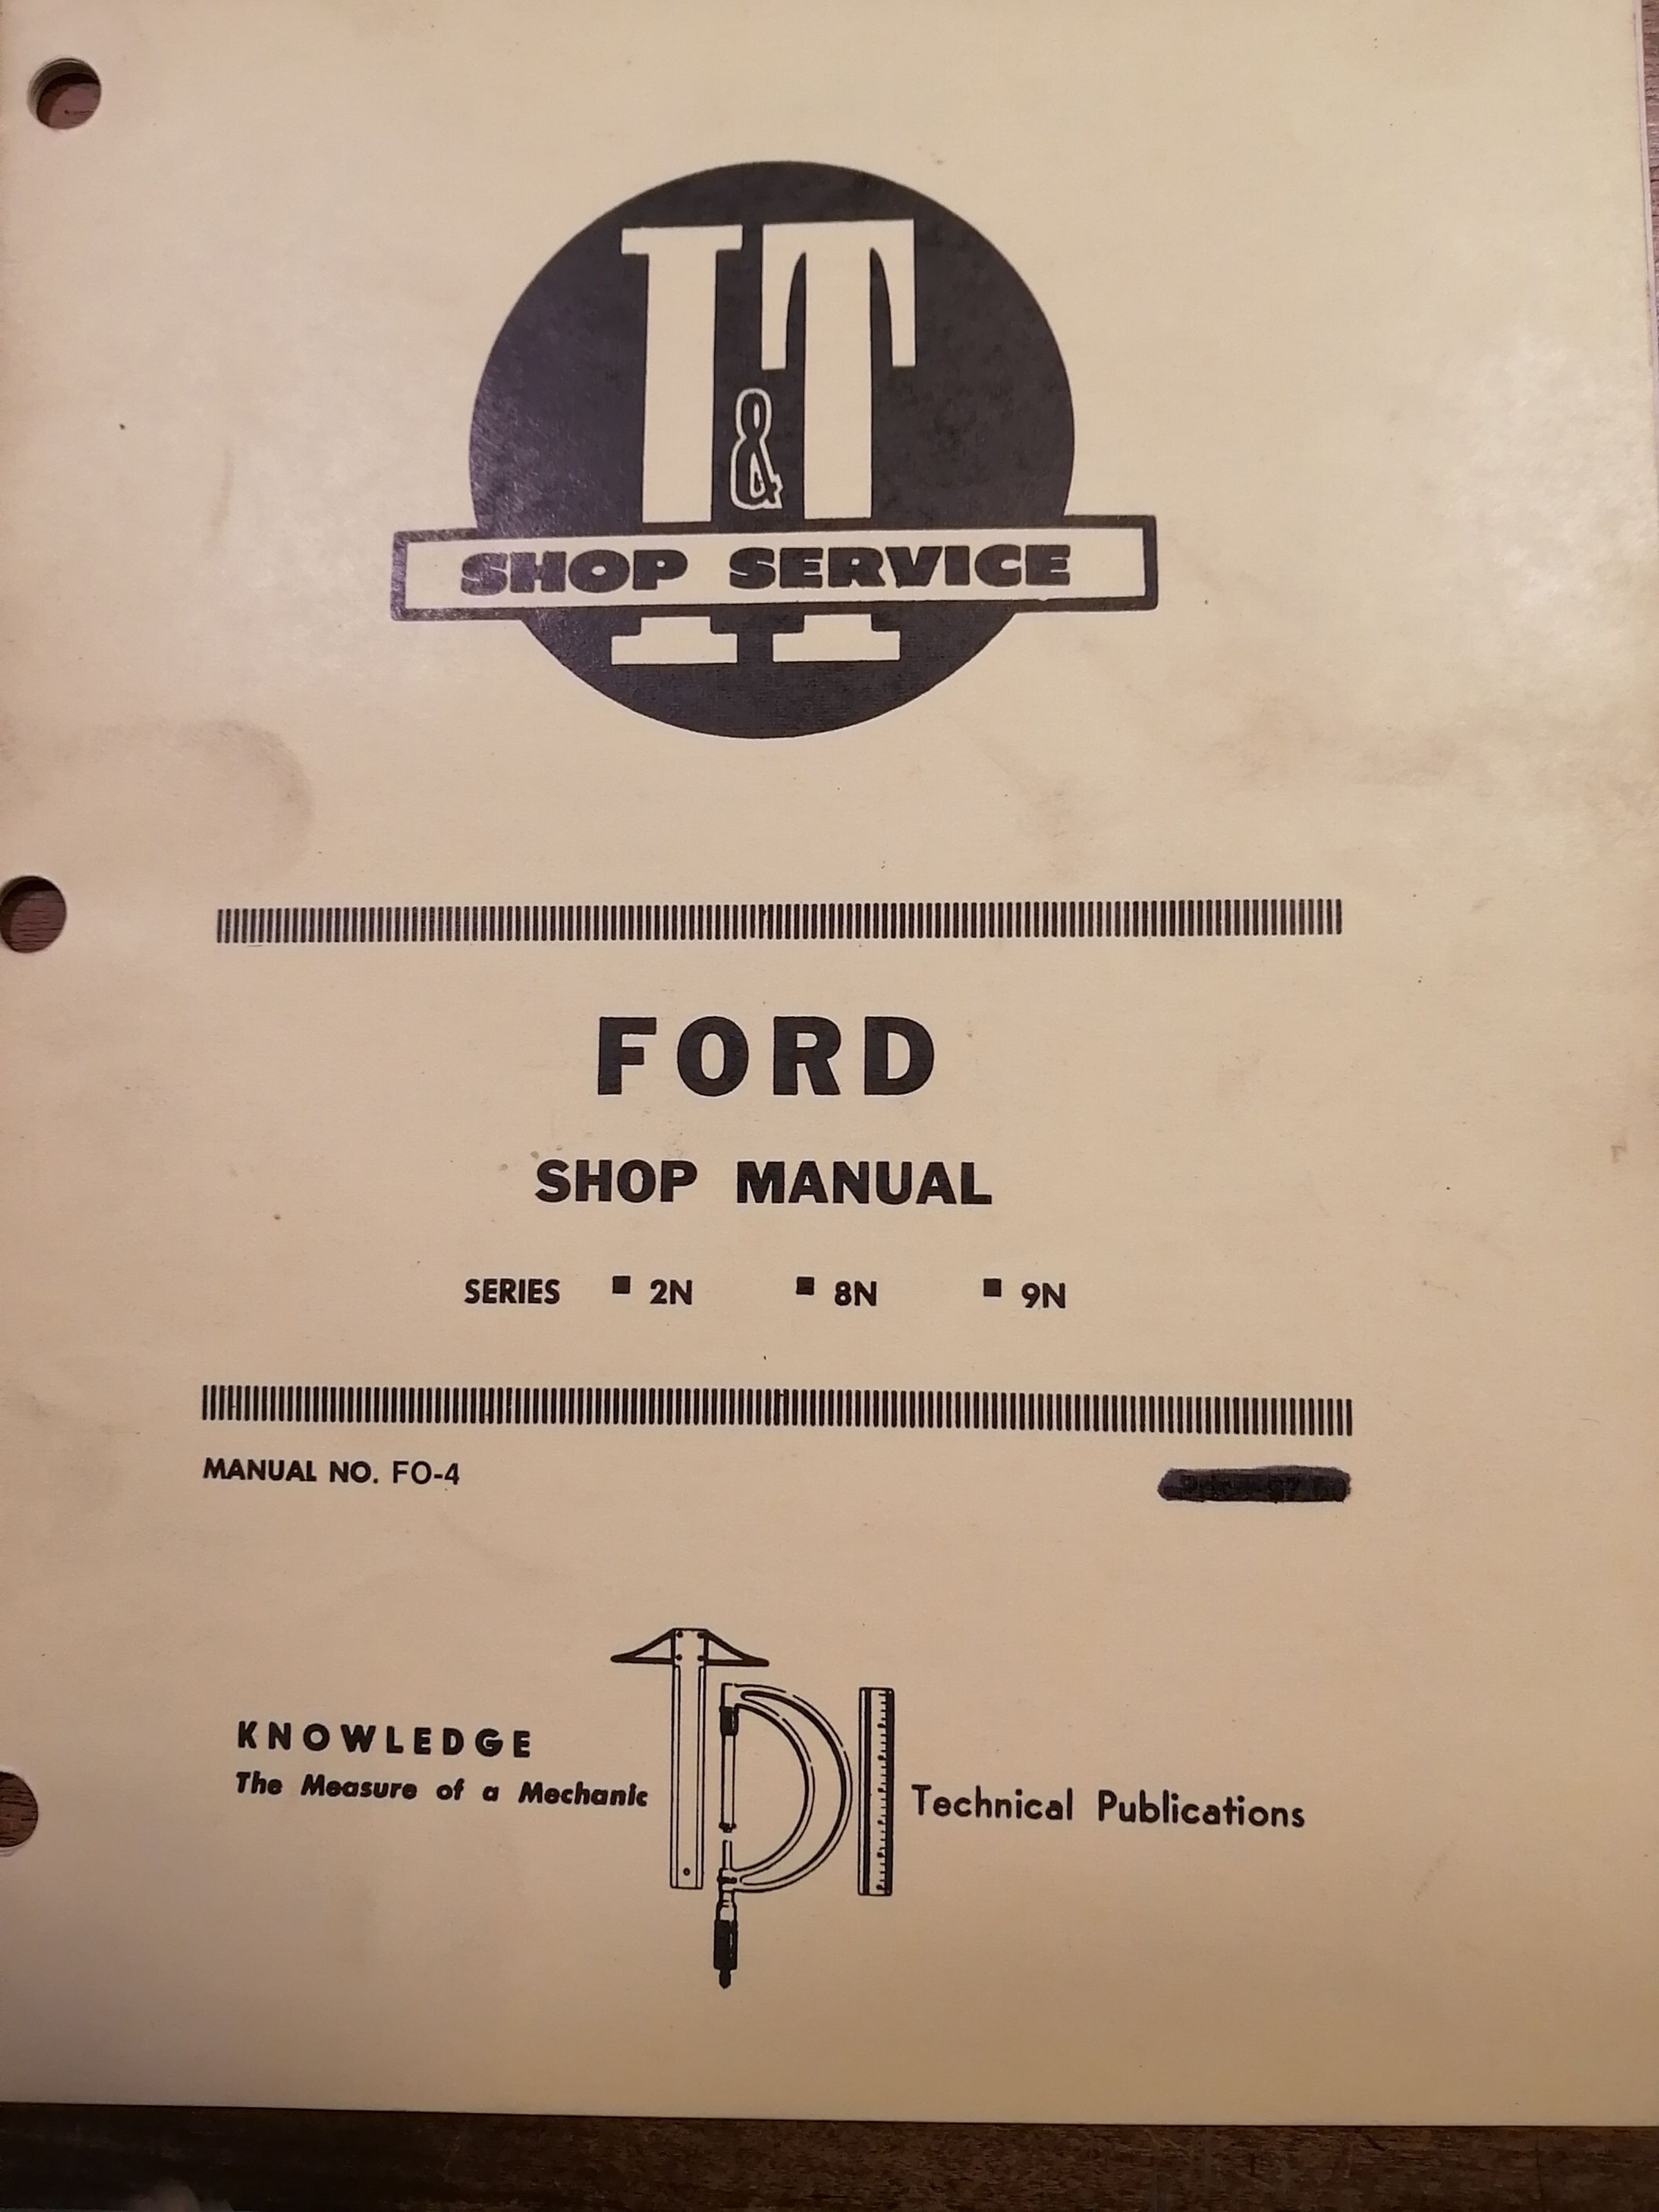 I&T
SHOP SERVICE
FORD
SHOP MANUAL
SERIES ■ 2N ■ 8N ■ 9N
MANUAL NO. FO-4
KNOWLEDGE
The Measure of a Mechanic
TPI
Technical Publications